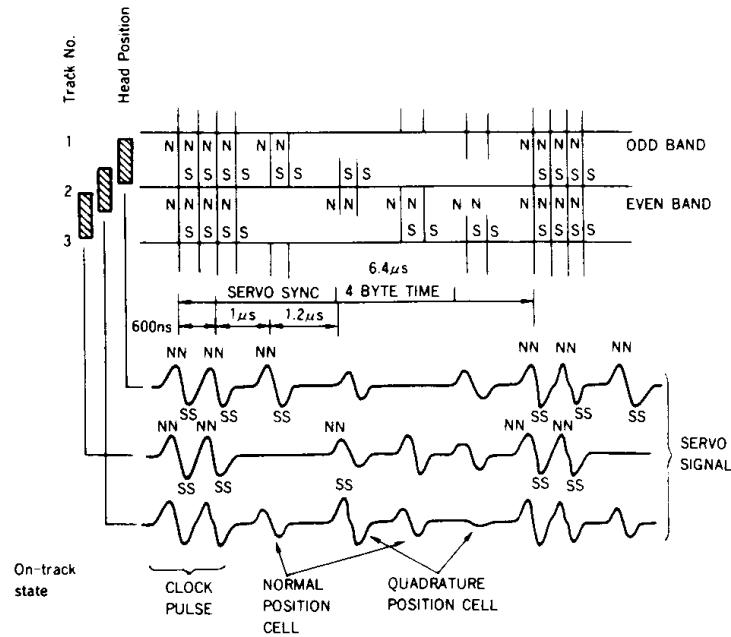 Track No.
Head Position
1
N N N N N N N N N N
ODD BAND
S S S S S S S S S S S S
2
N N N N N N N N N N N N N N
EVEN BAND
S S S S S S S S S S S S
3
6.4μs
SERVO SYNC 4 BYTE TIME
600ns 1μs 1.2μs
NN NN NN NN NN NN
SS SS SS SS SS SS
NN NN NN NN NN
SERVO
SIGNAL
SS SS SS SS SS
On-track
state
CLOCK
PULSE
NORMAL
POSITION
CELL
QUADRATURE
POSITION CELL